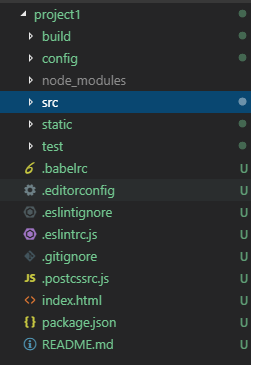 project1
build
config
node_modules
src
static
test
.babelrc U
.editorconfig U
.eslintignore U
.eslintrc.js U
.gitignore U
JS .postcssrc.js U
<> index.html U
{} package.json U
README.md U